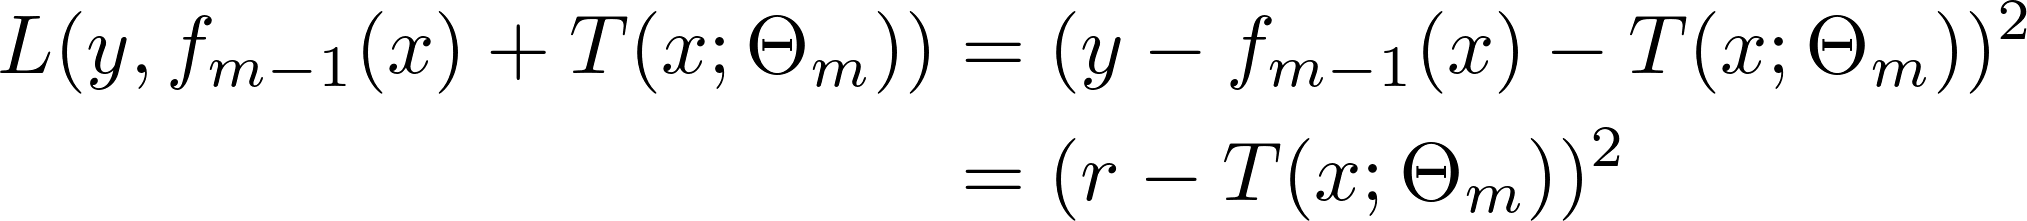 L(y, f_{m-1}(x) + T(x; Θ_m)) = (y − f_{m-1}(x) − T(x; Θ_m))^2
= (r − T(x; Θ_m))^2